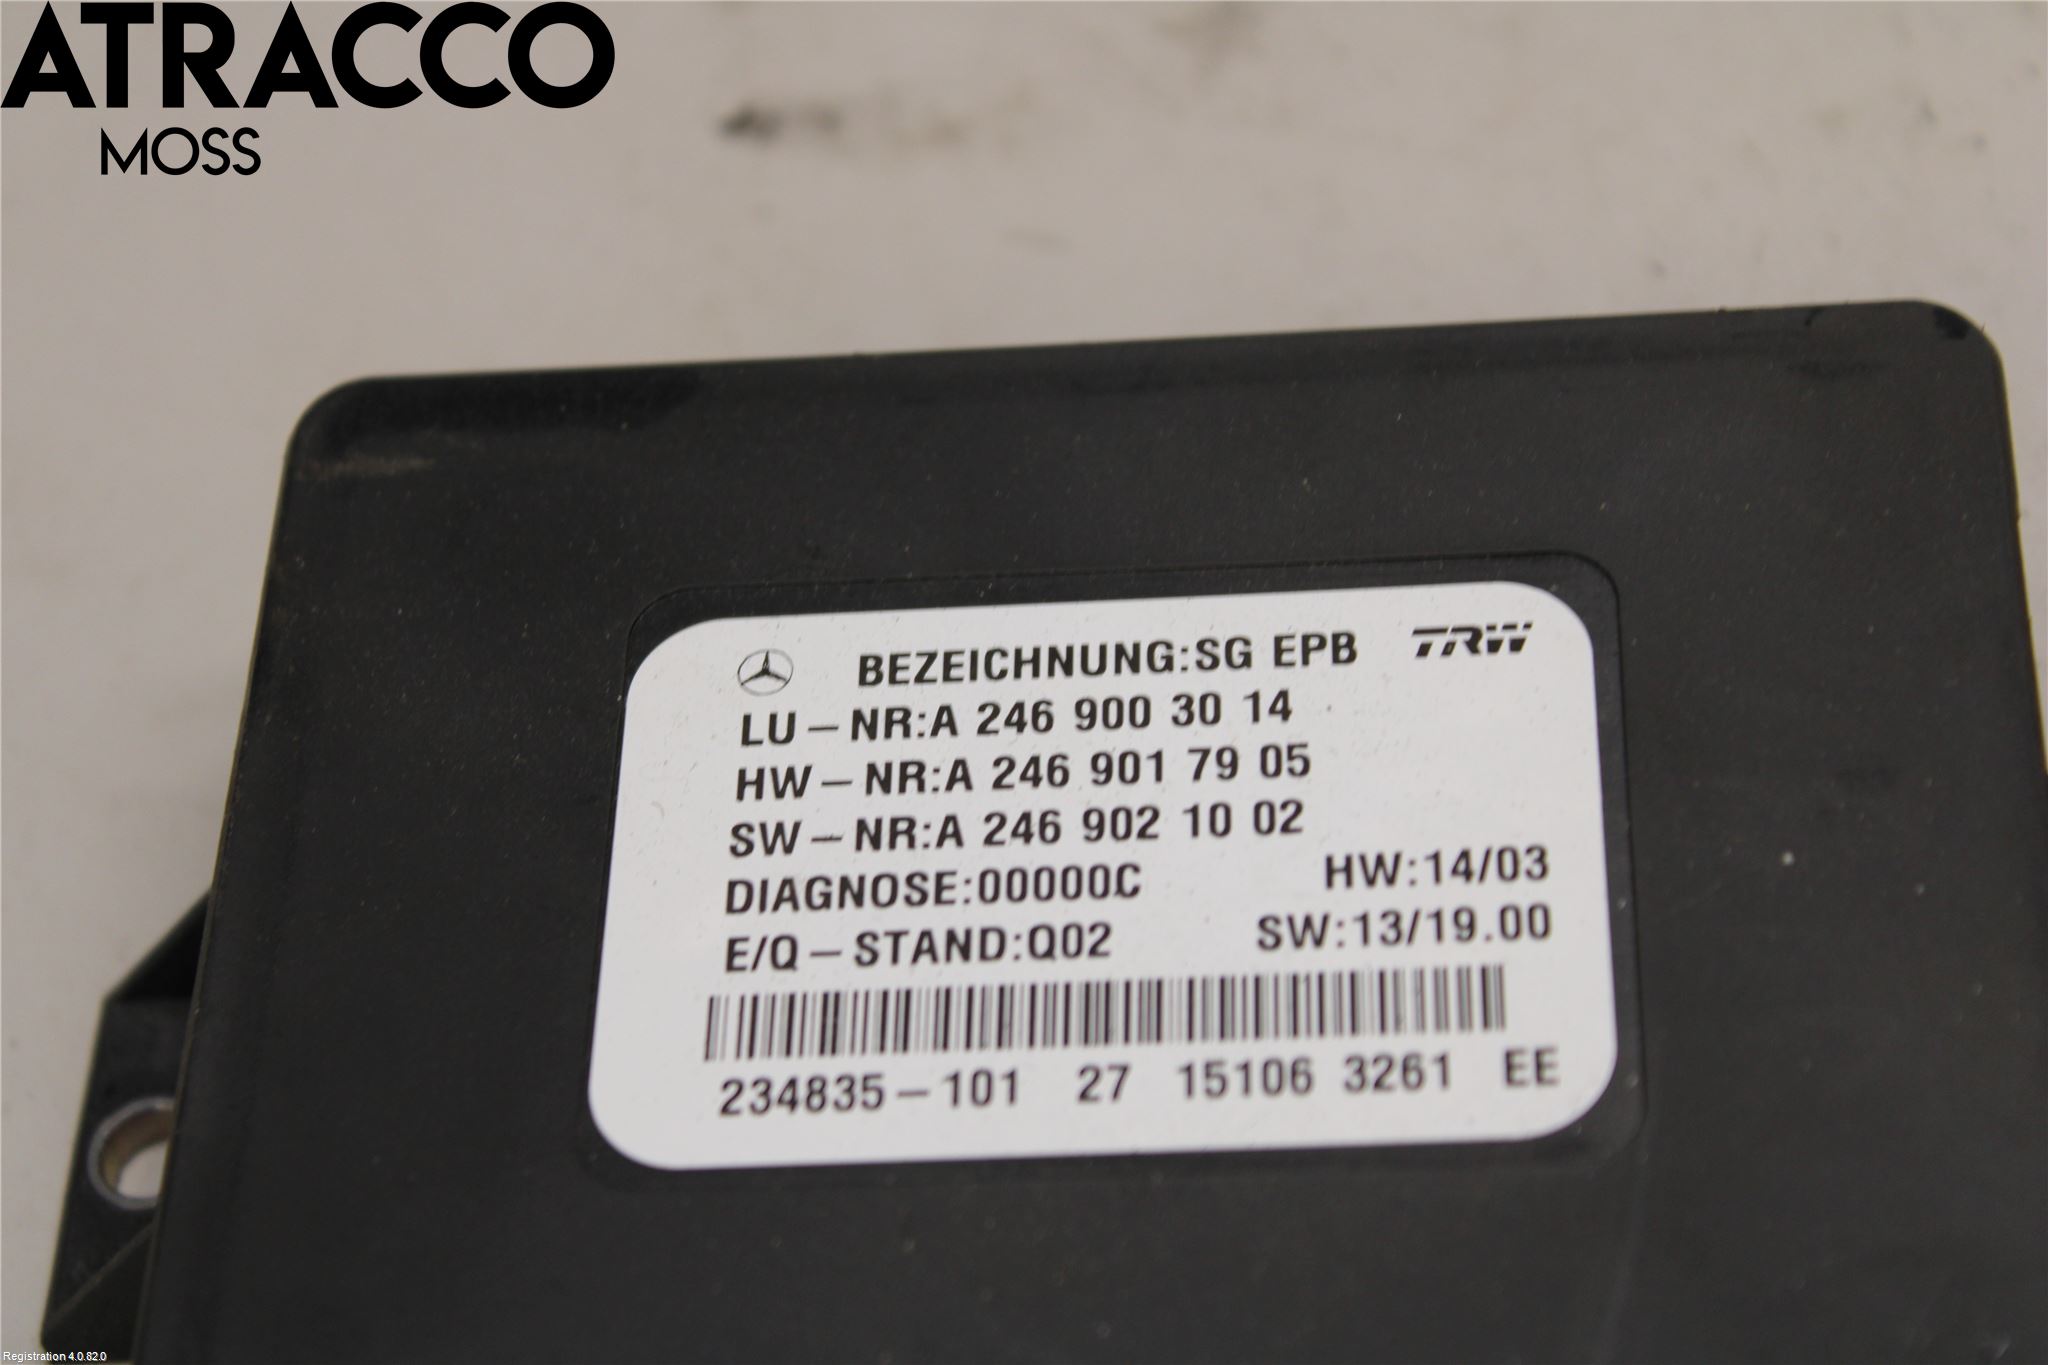 ATRACCO
MOSS
BEZEICHNUNG:SG EPB TRW
LU-NR:A 246 900 30 14
HW-NR:A 246 901 79 05
SW-NR:A 246 902 10 02
DIAGNOSE:00000C HW:14/03
E/Q-STAND:Q02 SW:13/19.00
234835-101 27 15106 3261 EE
Registration 4.0.82.0